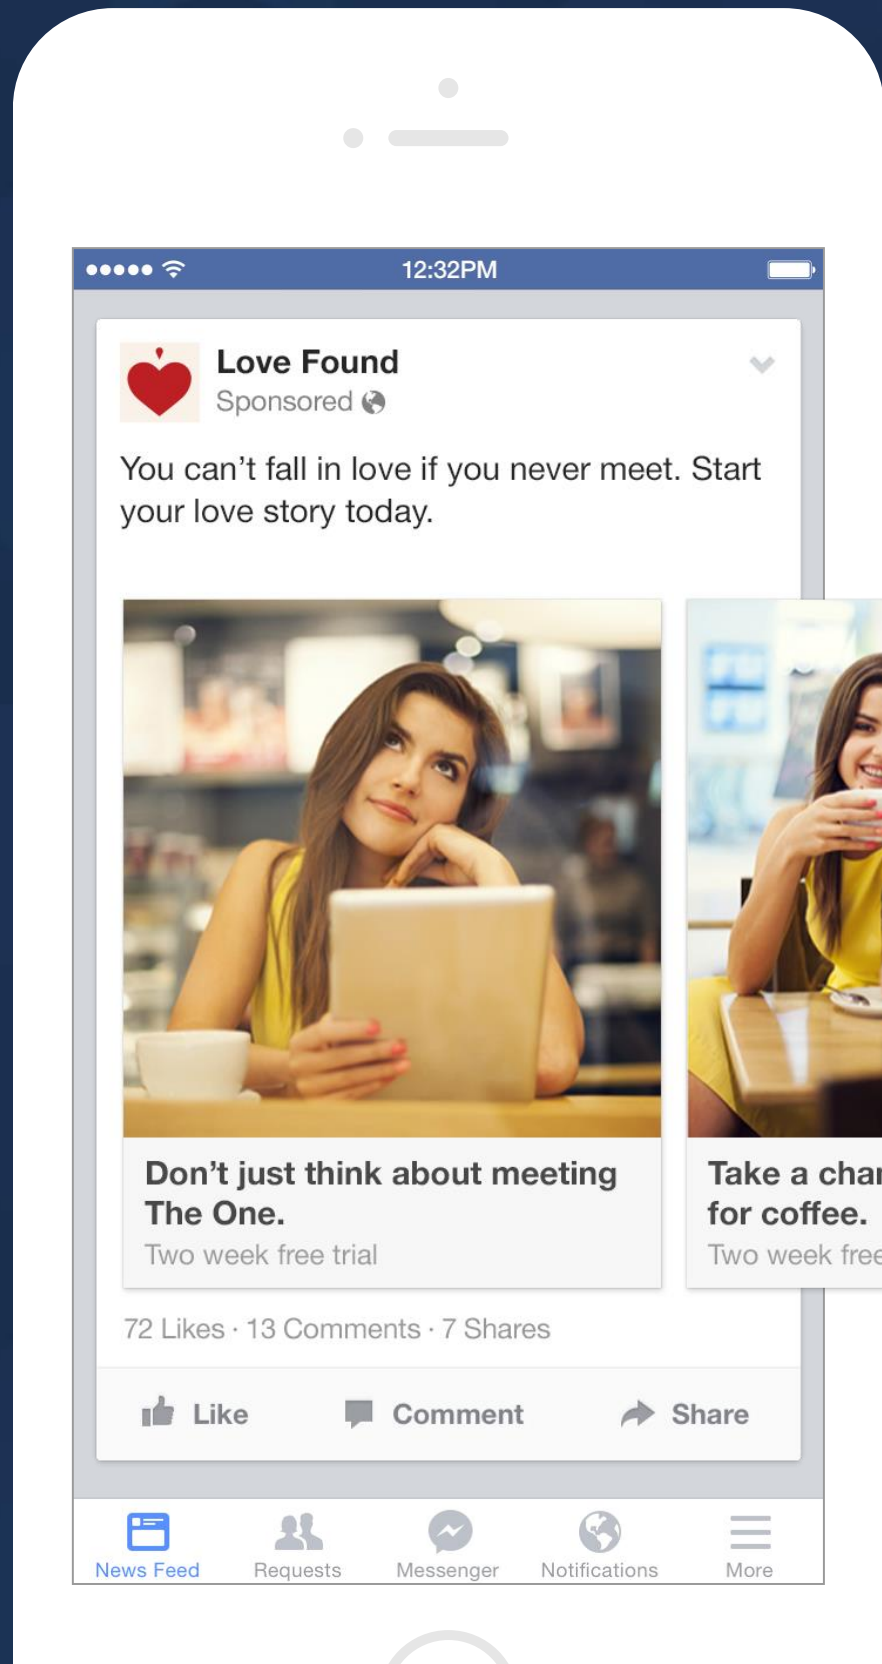 12:32PM
Love Found
Sponsored
You can’t fall in love if you never meet. Start
your love story today.
Don’t just think about meeting
The One.
Two week free trial
Take a
for coffee.
Two week
72 Likes · 13 Comments · 7 Shares
Like
Comment
Share
News Feed
Requests
Messenger
Notifications
More